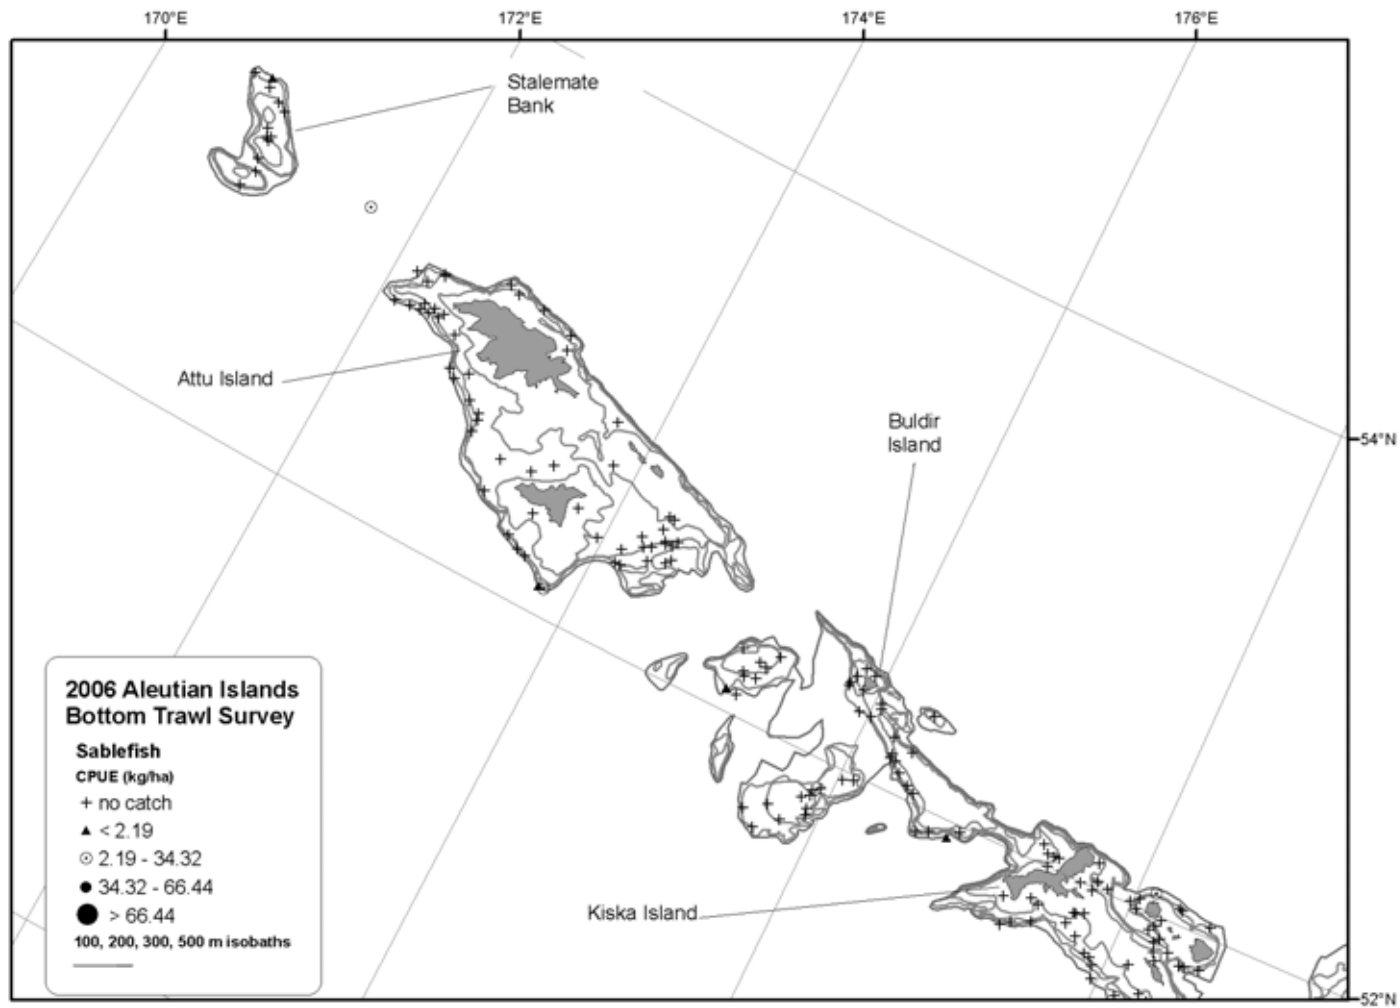 170°E
172°E
174°E
176°E
Stalemate
Bank
Attu Island
Buldir
Island
54°N
2006 Aleutian Islands
Bottom Trawl Survey
Sablefish
CPUE (kg/ha)
no catch
< 2.19
2.19 - 34.32
34.32 - 66.44
> 66.44
100, 200, 300, 500 m isobaths
Kiska Island
52°N